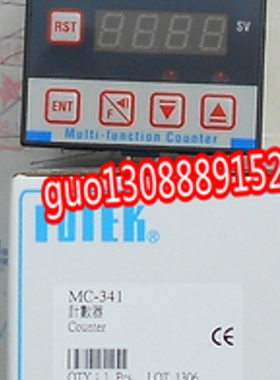 RST
SV
ENT
F
Multi-function Counter
guo1308889152
FOTEK®
MC-341
計數器
Counter
CE
QTY:1 Pcs LOT: 1306